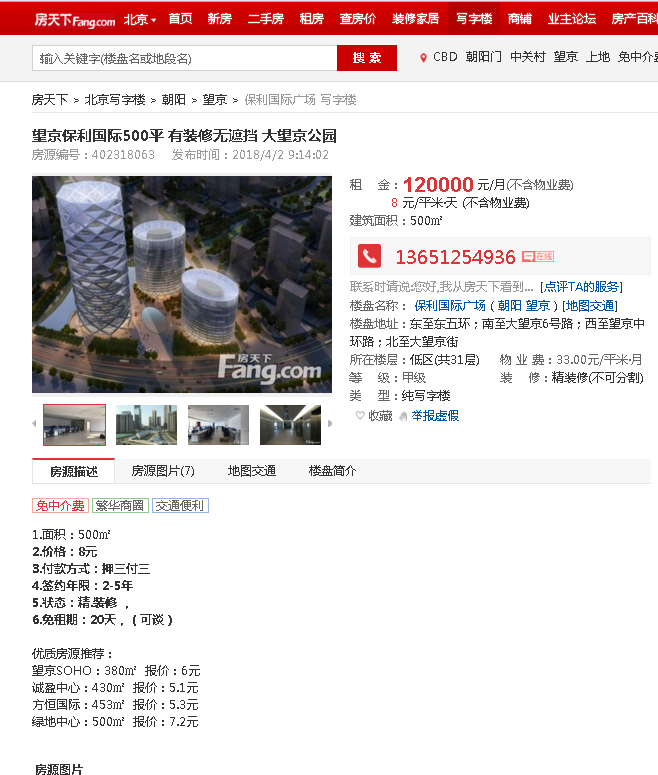 房天下Fang.com 北京 首页 新房 二手房 租房 查房价 装修家居 写字楼 商铺 业主论坛 房产百科
输入关键字(楼盘名或地段名) 搜 索 CBD 朝阳门 中关村 望京 上地 免中介费
房天下 > 北京写字楼 > 朝阳 > 望京 > 保利国际广场 写字楼
望京保利国际500平 有装修无遮挡 大望京公园
房源编号：402318063 发布时间：2018/4/2 9:14:02
租 金：120000 元/月(不含物业费)
8 元/平米·天 (不含物业费)
建筑面积：500㎡
13651254936 在线
联系时请说:您好,我从房天下看到... [点评TA的服务]
楼盘名称： 保利国际广场 ( 朝阳 望京 ) [地图交通]
楼盘地址：东至东五环；南至大望京6号路；西至望京中
环路；北至大望京街
所在楼层：低区(共31层) 物 业 费：33.00元/平米·月
等 级：甲级 装 修：精装修(不可分割)
类 型：纯写字楼
收藏 举报虚假
房天下
Fang.com
房源描述 房源图片(7) 地图交通 楼盘简介
免中介费 繁华商圈 交通便利
1.面积：500㎡
2.价格：8元
3.付款方式：押三付三
4.签约年限：2-5年
5.状态：精.装修 ，
6.免租期：20天，（可谈）
优质房源推荐：
望京SOHO：380㎡ 报价：6元
诚盈中心：430㎡ 报价：5.1元
方恒国际：453㎡ 报价：5.3元
绿地中心：500㎡ 报价：7.2元
房源图片